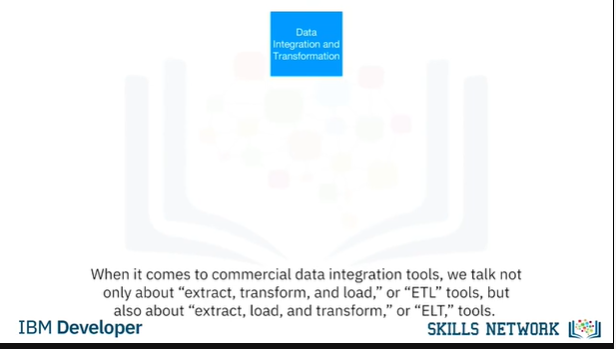 Data
Integration and
Transformation
When it comes to commercial data integration tools, we talk not
only about “extract, transform, and load,” or “ETL” tools, but
also about “extract, load, and transform,” or “ELT,” tools.
IBM Developer
SKILLS NETWORK